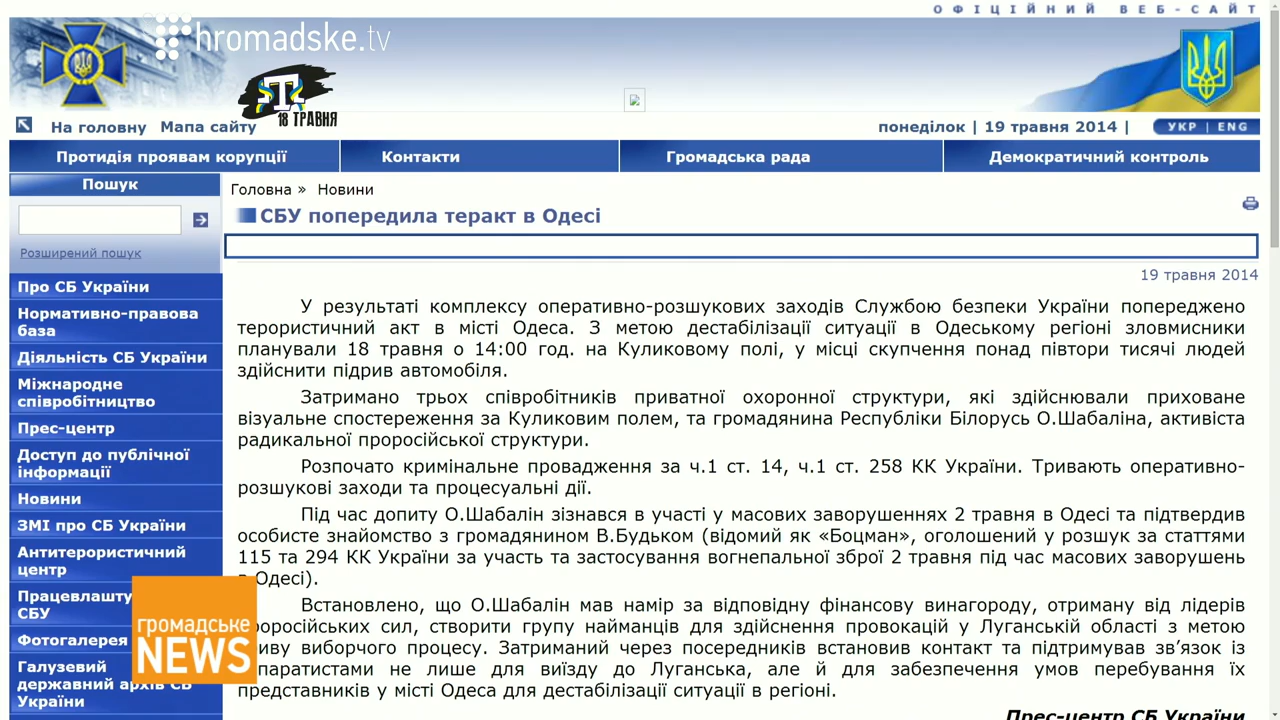 ОФІЦІЙНИЙ ВЕБ-САЙТ
hromadske.tv
18 ТРАВНЯ
На головну Мапа сайту
понеділок | 19 травня 2014 |
УКР | ENG
Протидія проявам корупції Контакти Громадська рада Демократичний контроль
Пошук
Розширений пошук
Про СБ України
Нормативно-правова
база
Діяльність СБ України
Міжнародне
співробітництво
Прес-центр
Доступ до публічної
інформації
Новини
ЗМІ про СБ України
Антитерористичний
центр
СБУ
Фотогалерея
Галузевий
державний архів СБ
України
громадське
NEWS
Головна » Новини
СБУ попередила теракт в Одесі
19 травня 2014
У результаті комплексу оперативно-розшукових заходів Службою безпеки України попереджено
терористичний акт в місті Одеса. З метою дестабілізації ситуації в Одеському регіоні зловмисники
планували 18 травня о 14:00 год. на Куликовому полі, у місці скупчення понад півтори тисячі людей
здійснити підрив автомобіля.
Затримано трьох співробітників приватної охоронної структури, які здійснювали приховане
візуальне спостереження за Куликовим полем, та громадянина Республіки Білорусь О.Шабаліна, активіста
радикальної проросійської структури.
Розпочато кримінальне провадження за ч.1 ст. 14, ч.1 ст. 258 КК України. Тривають оперативно-
розшукові заходи та процесуальні дії.
Під час допиту О.Шабалін зізнався в участі у масових заворушеннях 2 травня в Одесі та підтвердив
особисте знайомство з громадянином В.Будьком (відомий як «Боцман», оголошений у розшук за статтями
115 та 294 КК України за участь та застосування вогнепальної зброї 2 травня під час масових заворушень
в Одесі).
Встановлено, що О.Шабалін мав намір за відповідну фінансову винагороду, отриману від лідерів
проросійських сил, створити групу найманців для здійснення провокацій у Луганській області з метою
виборчого процесу. Затриманий через посередників встановив контакт та підтримував зв’язок із
не лише для виїзду до Луганська, але й для забезпечення умов перебування їх
представників у місті Одеса для дестабілізації ситуації в регіоні.
Прес-центр СБ України